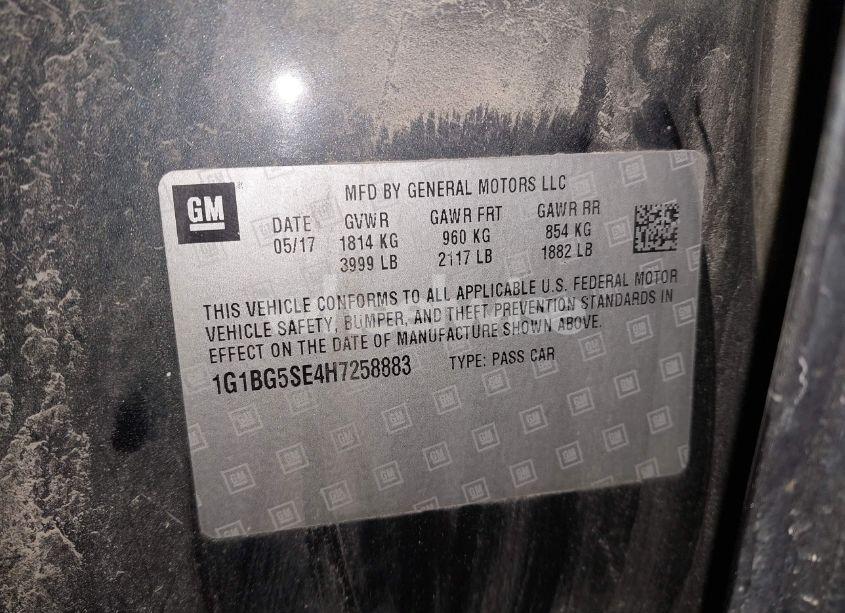 GM
MFD BY GENERAL MOTORS LLC
DATE GVWR GAWR FRT GAWR RR
05/17 1814 KG 960 KG 854 KG
3999 LB 2117 LB 1882 LB
THIS VEHICLE CONFORMS TO ALL APPLICABLE U.S. FEDERAL MOTOR
VEHICLE SAFETY, BUMPER, AND THEFT PREVENTION STANDARDS IN
EFFECT ON THE DATE OF MANUFACTURE SHOWN ABOVE.
1G1BG5SE4H7258883 TYPE: PASS CAR